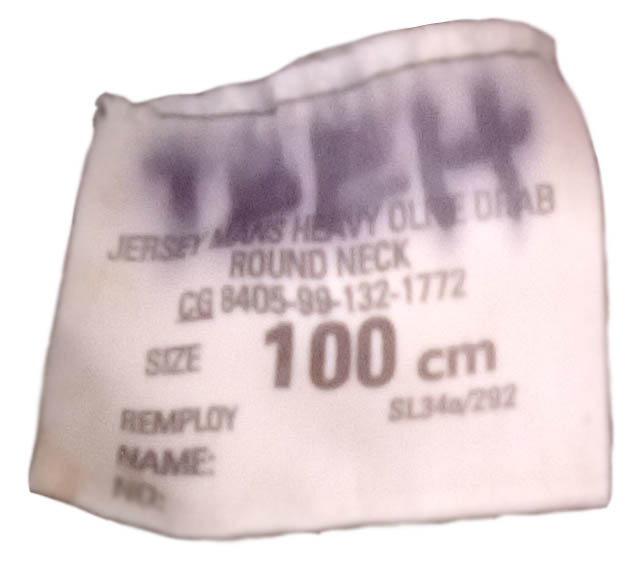 JERSEY MANS HEAVY OLIVE DRAB
ROUND NECK
CG 8405-99-132-1772
SIZE 100 cm
REMPLOY SL34a/292
NAME:
NO: